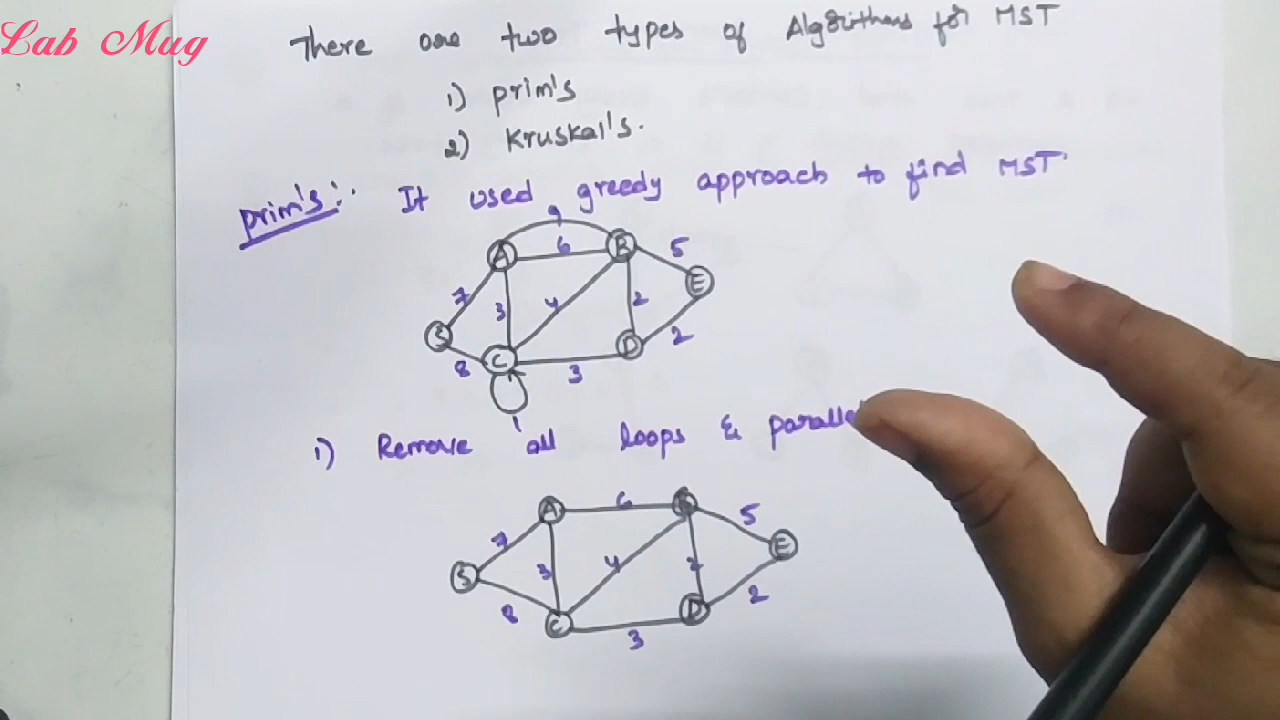 Lab Mug
There are two types of Algorithms for MST
1) prim's
2) Kruskal's.
prim's:- It used greedy approach to find MST.
9
A 6 B 5
7 3 4 2 E
S 2
C D
8 3
1
1) Remove all loops & paralle
A 6 B 5
7 3 4 2 E
S
8 C D 2
3